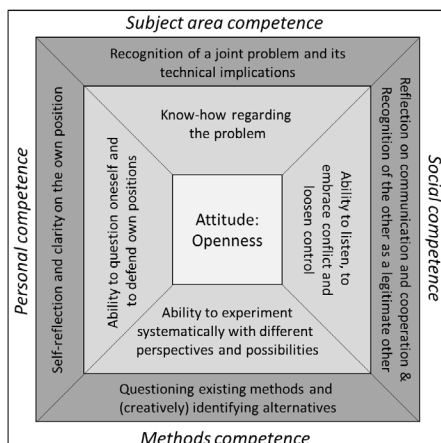 Subject area competence
Recognition of a joint problem and its
technical implications
Know-how regarding
the problem
Personal competence
Self-reflection and clarity on the own position
Ability to question oneself and
to defend own positions
Attitude:
Openness
Ability to listen, to
embrace conflict and
loosen control
Reflection on communication and cooperation &
Recognition of the other as a legitimate other
Social competence
Ability to experiment
systematically with different
perspectives and possibilities
Questioning existing methods and
(creatively) identifying alternatives
Methods competence